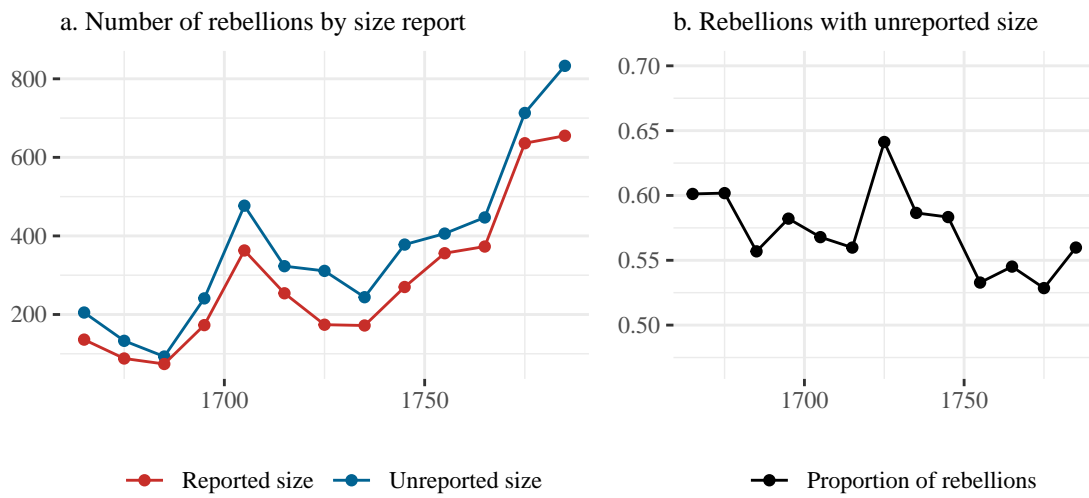 a. Number of rebellions by size report
800
600
400
200
1700
1750
Reported size
Unreported size
b. Rebellions with unreported size
0.70
0.65
0.60
0.55
0.50
1700
1750
Proportion of rebellions